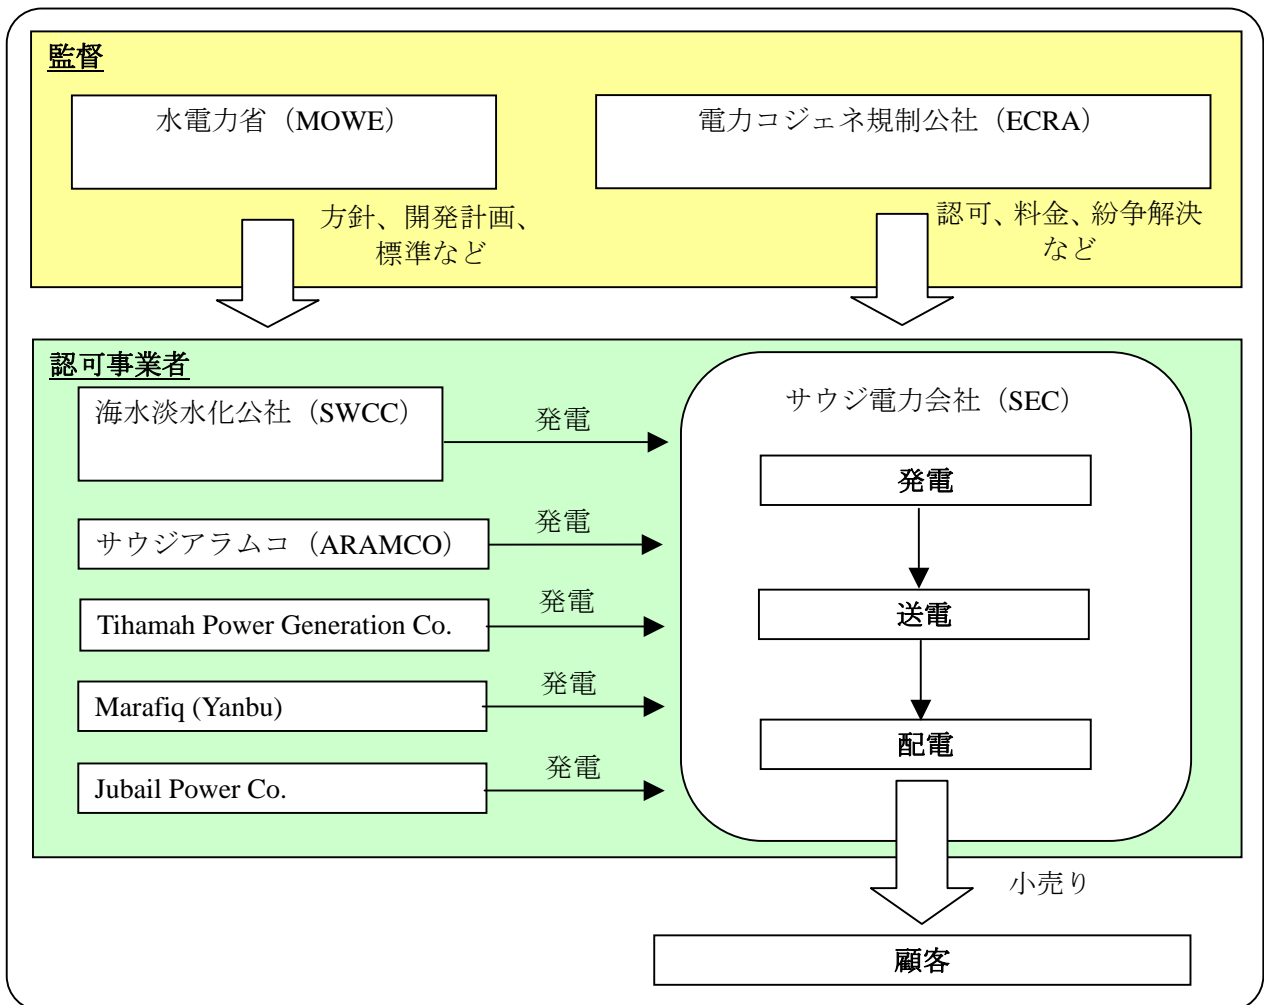 監督
水電力省（MOWE）
電力コジェネ規制公社（ECRA）
方針、開発計画、
標準など
認可、料金、紛争解決
など
認可事業者
海水淡水化公社（SWCC）
発電
サウジアラムコ（ARAMCO）
発電
Tihamah Power Generation Co.
発電
Marafiq (Yanbu)
発電
Jubail Power Co.
発電
サウジ電力会社（SEC）
発電
送電
配電
小売り
顧客